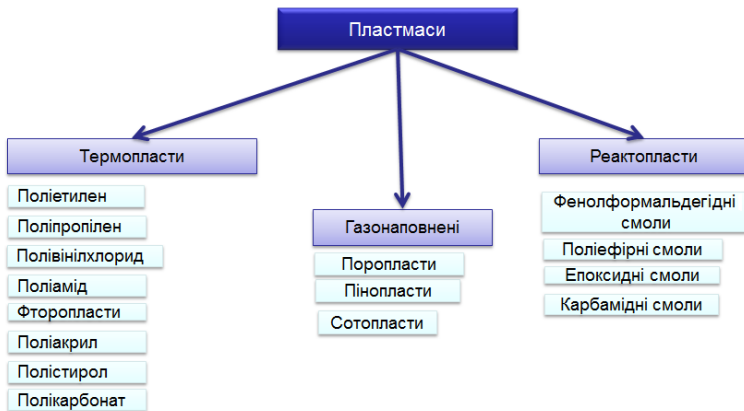 Пластмаси
Термопласти
Поліетилен
Поліпропілен
Полівінілхлорид
Поліамід
Фторопласти
Поліакрил
Полістирол
Полікарбонат
Газонаповнені
Поропласти
Пінопласти
Сотопласти
Реактопласти
Фенолформальдегідні
смоли
Поліефірні смоли
Епоксидні смоли
Карбамідні смоли